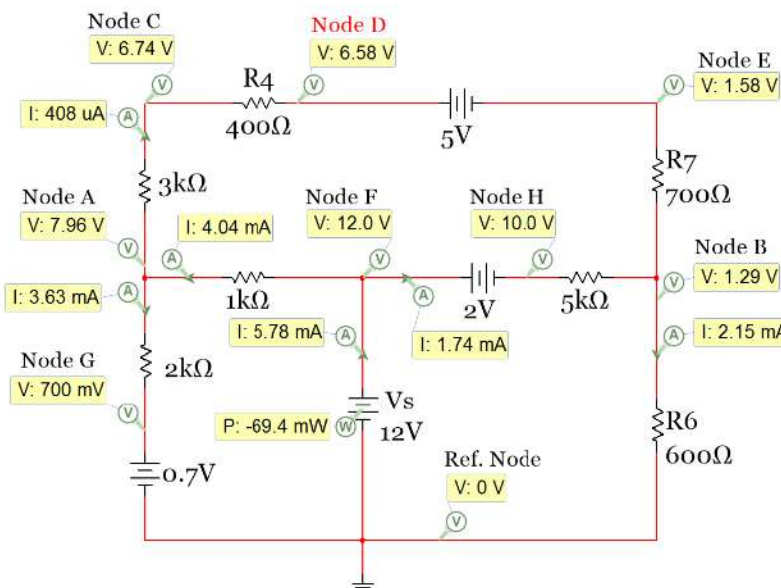 Node C
V: 6.74 V
Node D
V: 6.58 V
Node E
V: 1.58 V
R4
400Ω
5V
I: 408 uA
A
V
V
V
R7
700Ω
3kΩ
Node A
V: 7.96 V
V
I: 4.04 mA
A
Node F
V: 12.0 V
V
Node H
V: 10.0 V
V
Node B
V: 1.29 V
V
I: 3.63 mA
A
1kΩ
2V
5kΩ
I: 5.78 mA
A
A
I: 1.74 mA
I: 2.15 mA
A
Node G
V: 700 mV
V
2kΩ
P: -69.4 mW
W
Vs
12V
R6
600Ω
0.7V
Ref. Node
V: 0 V
V